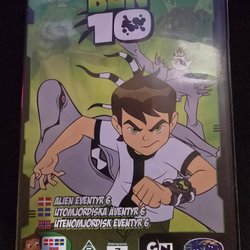 BEN
10
ALIEN EVENTYR 6
UTOMJORDISKA ÄVENTYR 6
UTENOMJORDISK EVENTYR 6
CN